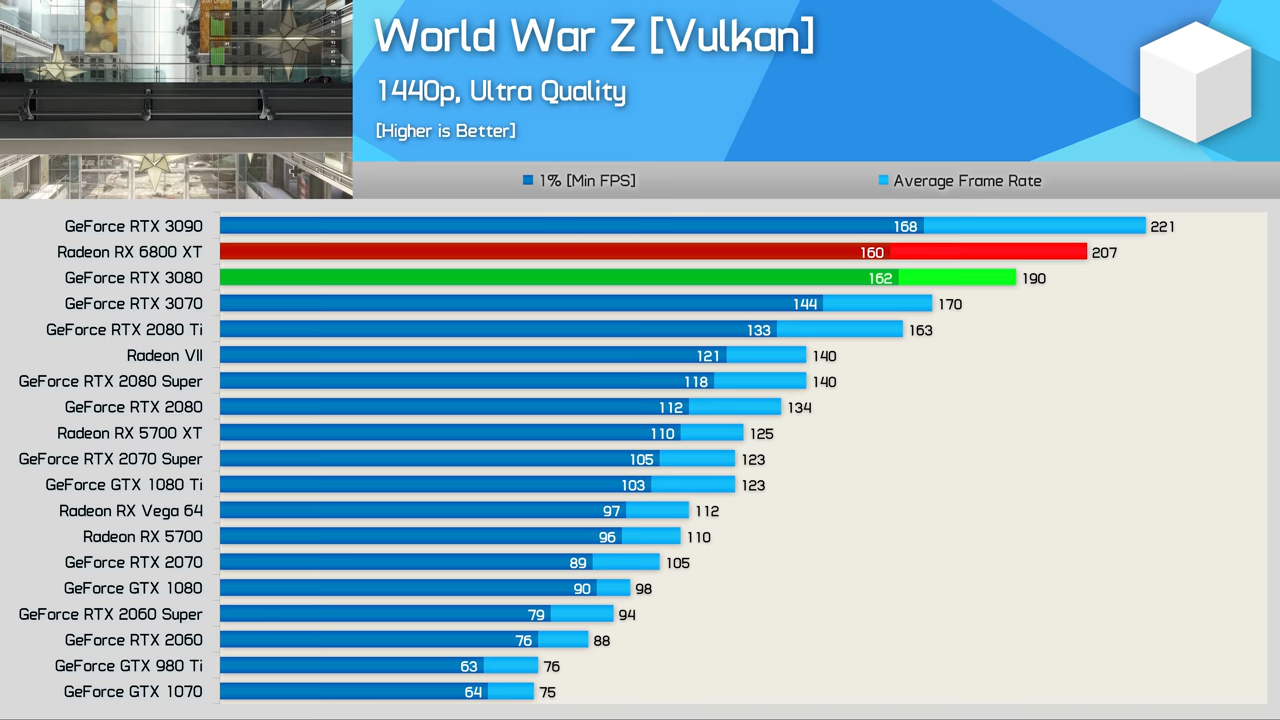 World War Z [Vulkan]
1440p, Ultra Quality
[Higher is Better]
1% [Min FPS] Average Frame Rate
GeForce RTX 3090 168 221
Radeon RX 6800 XT 160 207
GeForce RTX 3080 162 190
GeForce RTX 3070 144 170
GeForce RTX 2080 Ti 133 163
Radeon VII 121 140
GeForce RTX 2080 Super 118 140
GeForce RTX 2080 112 134
Radeon RX 5700 XT 110 125
GeForce RTX 2070 Super 105 123
GeForce GTX 1080 Ti 103 123
Radeon RX Vega 64 97 112
Radeon RX 5700 96 110
GeForce RTX 2070 89 105
GeForce GTX 1080 90 98
GeForce RTX 2060 Super 79 94
GeForce RTX 2060 76 88
GeForce GTX 980 Ti 63 76
GeForce GTX 1070 64 75